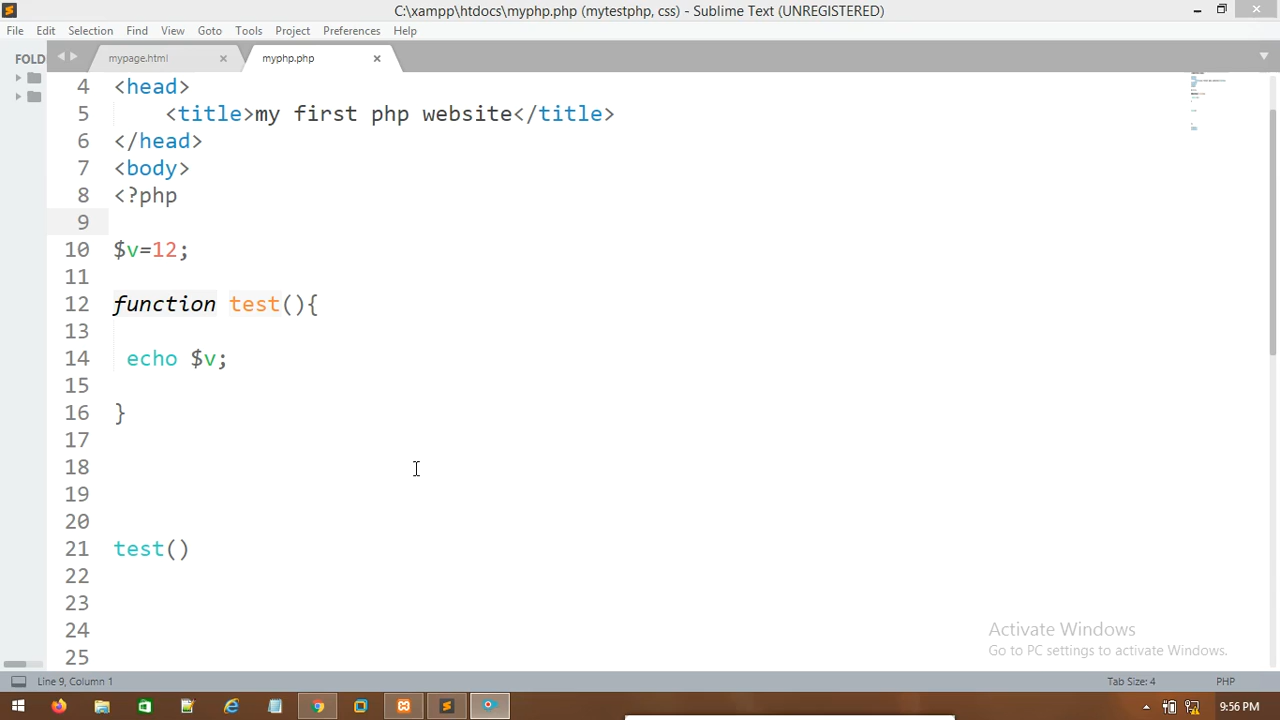 C:\xampp\htdocs\myphp.php (mytestphp, css) - Sublime Text (UNREGISTERED)
File Edit Selection Find View Goto Tools Project Preferences Help
FOLD
mypage.html
myphp.php
4 <head>
5 <title>my first php website</title>
6 </head>
7 <body>
8 <?php
9
10 $v=12;
11
12 function test(){
13
14 echo $v;
15
16 }
17
18
19
20
21 test()
22
23
24
25
Activate Windows
Go to PC settings to activate Windows.
Line 9, Column 1 Tab Size: 4 PHP
9:56 PM